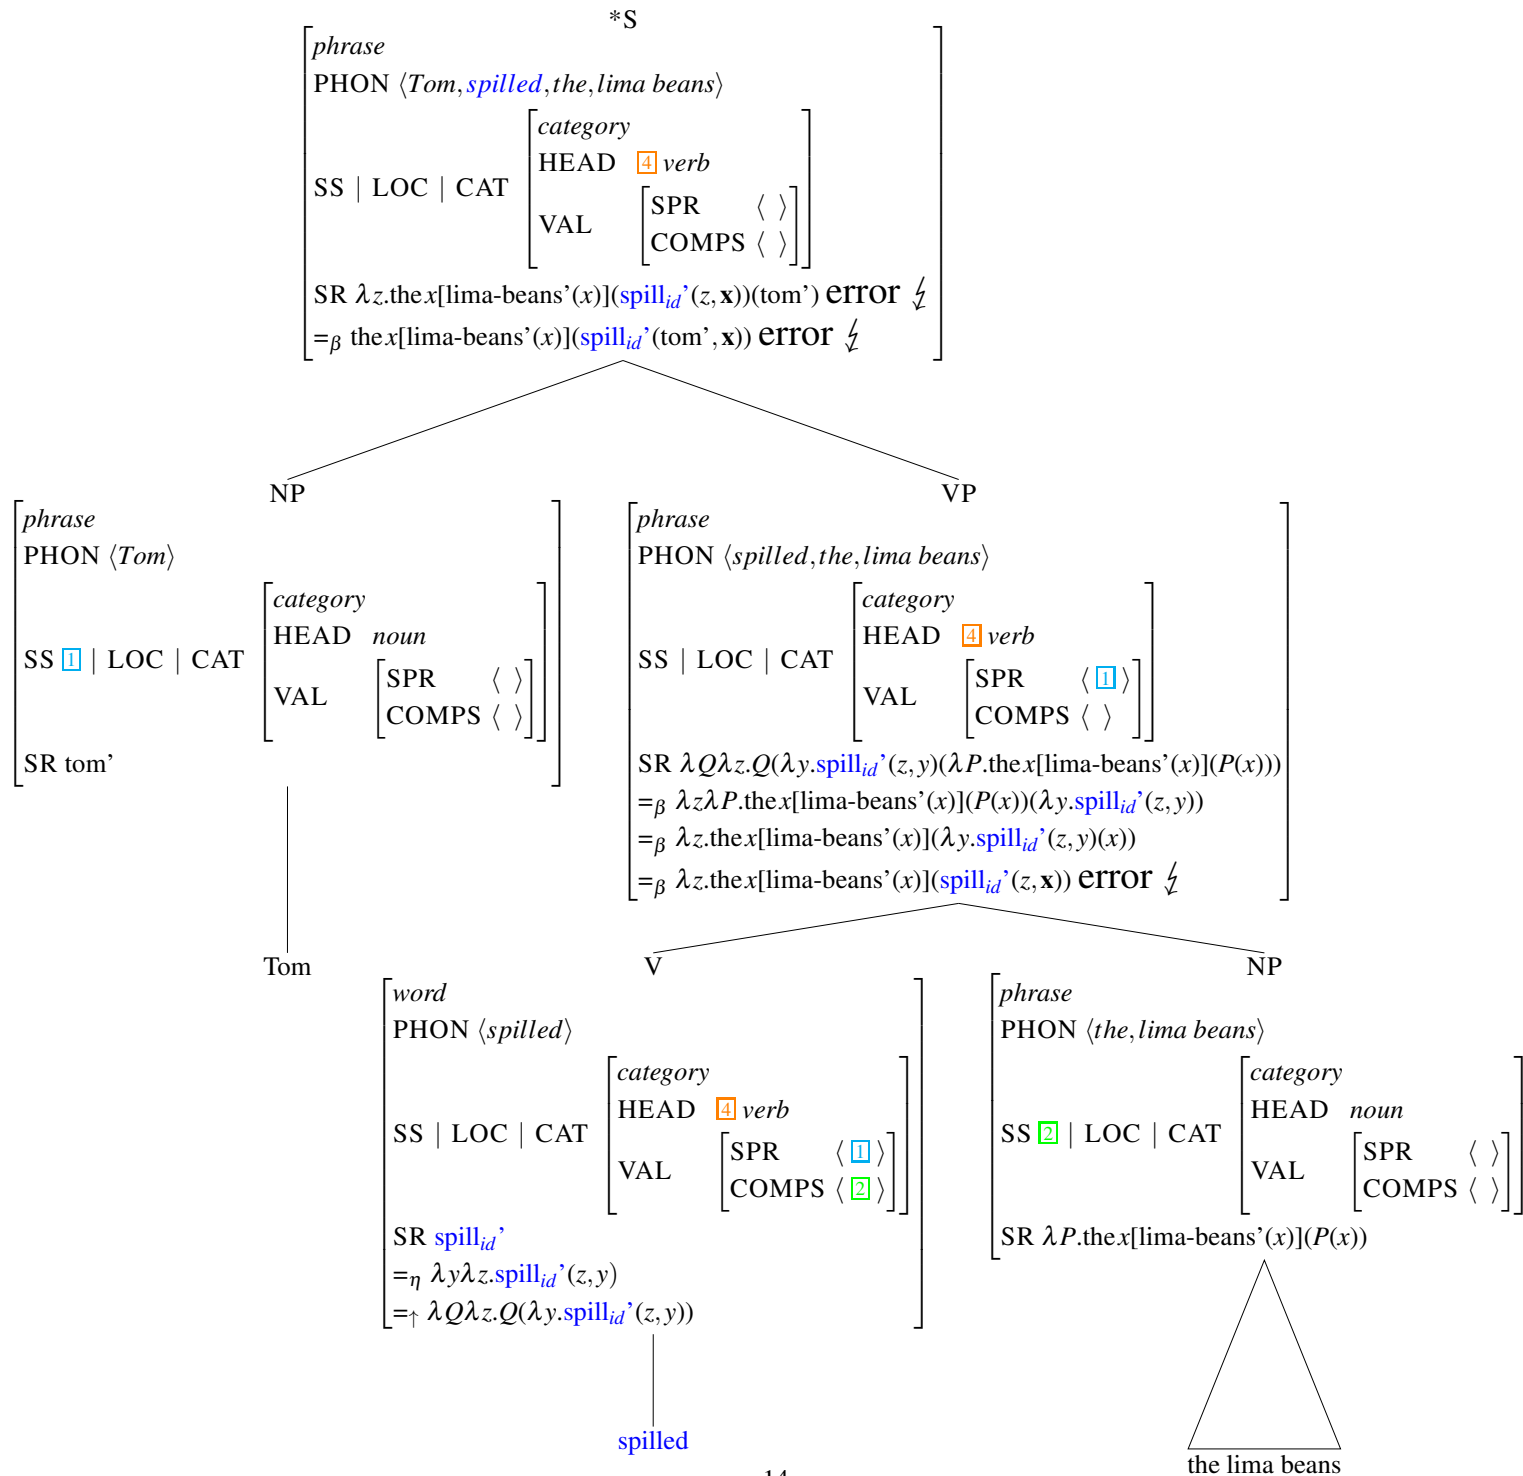 *S
phrase
PHON ⟨Tom, spilled, the, lima beans⟩
category
HEAD 4 verb
SS | LOC | CAT
SPR ⟨ ⟩
VAL
COMPS ⟨ ⟩
SR λz.the x[lima-beans’(x)](spill_id’(z, x))(tom’) error ↯
=β the x[lima-beans’(x)](spill_id’(tom’, x)) error ↯
NP
phrase
PHON ⟨Tom⟩
category
HEAD noun
SS 1 | LOC | CAT
SPR ⟨ ⟩
VAL
COMPS ⟨ ⟩
SR tom’
Tom
VP
phrase
PHON ⟨spilled, the, lima beans⟩
category
HEAD 4 verb
SS | LOC | CAT
SPR ⟨ 1 ⟩
VAL
COMPS ⟨ ⟩
SR λQλz.Q(λy.spill_id’(z, y)(λP.the x[lima-beans’(x)](P(x)))
=β λzλP.the x[lima-beans’(x)](P(x))(λy.spill_id’(z, y))
=β λz.the x[lima-beans’(x)](λy.spill_id’(z, y)(x))
=β λz.the x[lima-beans’(x)](spill_id’(z, x)) error ↯
V
word
PHON ⟨spilled⟩
category
HEAD 4 verb
SS | LOC | CAT
SPR ⟨ 1 ⟩
VAL
COMPS ⟨ 2 ⟩
SR spill_id’
=η λyλz.spill_id’(z, y)
=↑ λQλz.Q(λy.spill_id’(z, y))
spilled
NP
phrase
PHON ⟨the, lima beans⟩
category
HEAD noun
SS 2 | LOC | CAT
SPR ⟨ ⟩
VAL
COMPS ⟨ ⟩
SR λP.the x[lima-beans’(x)](P(x))
the lima beans